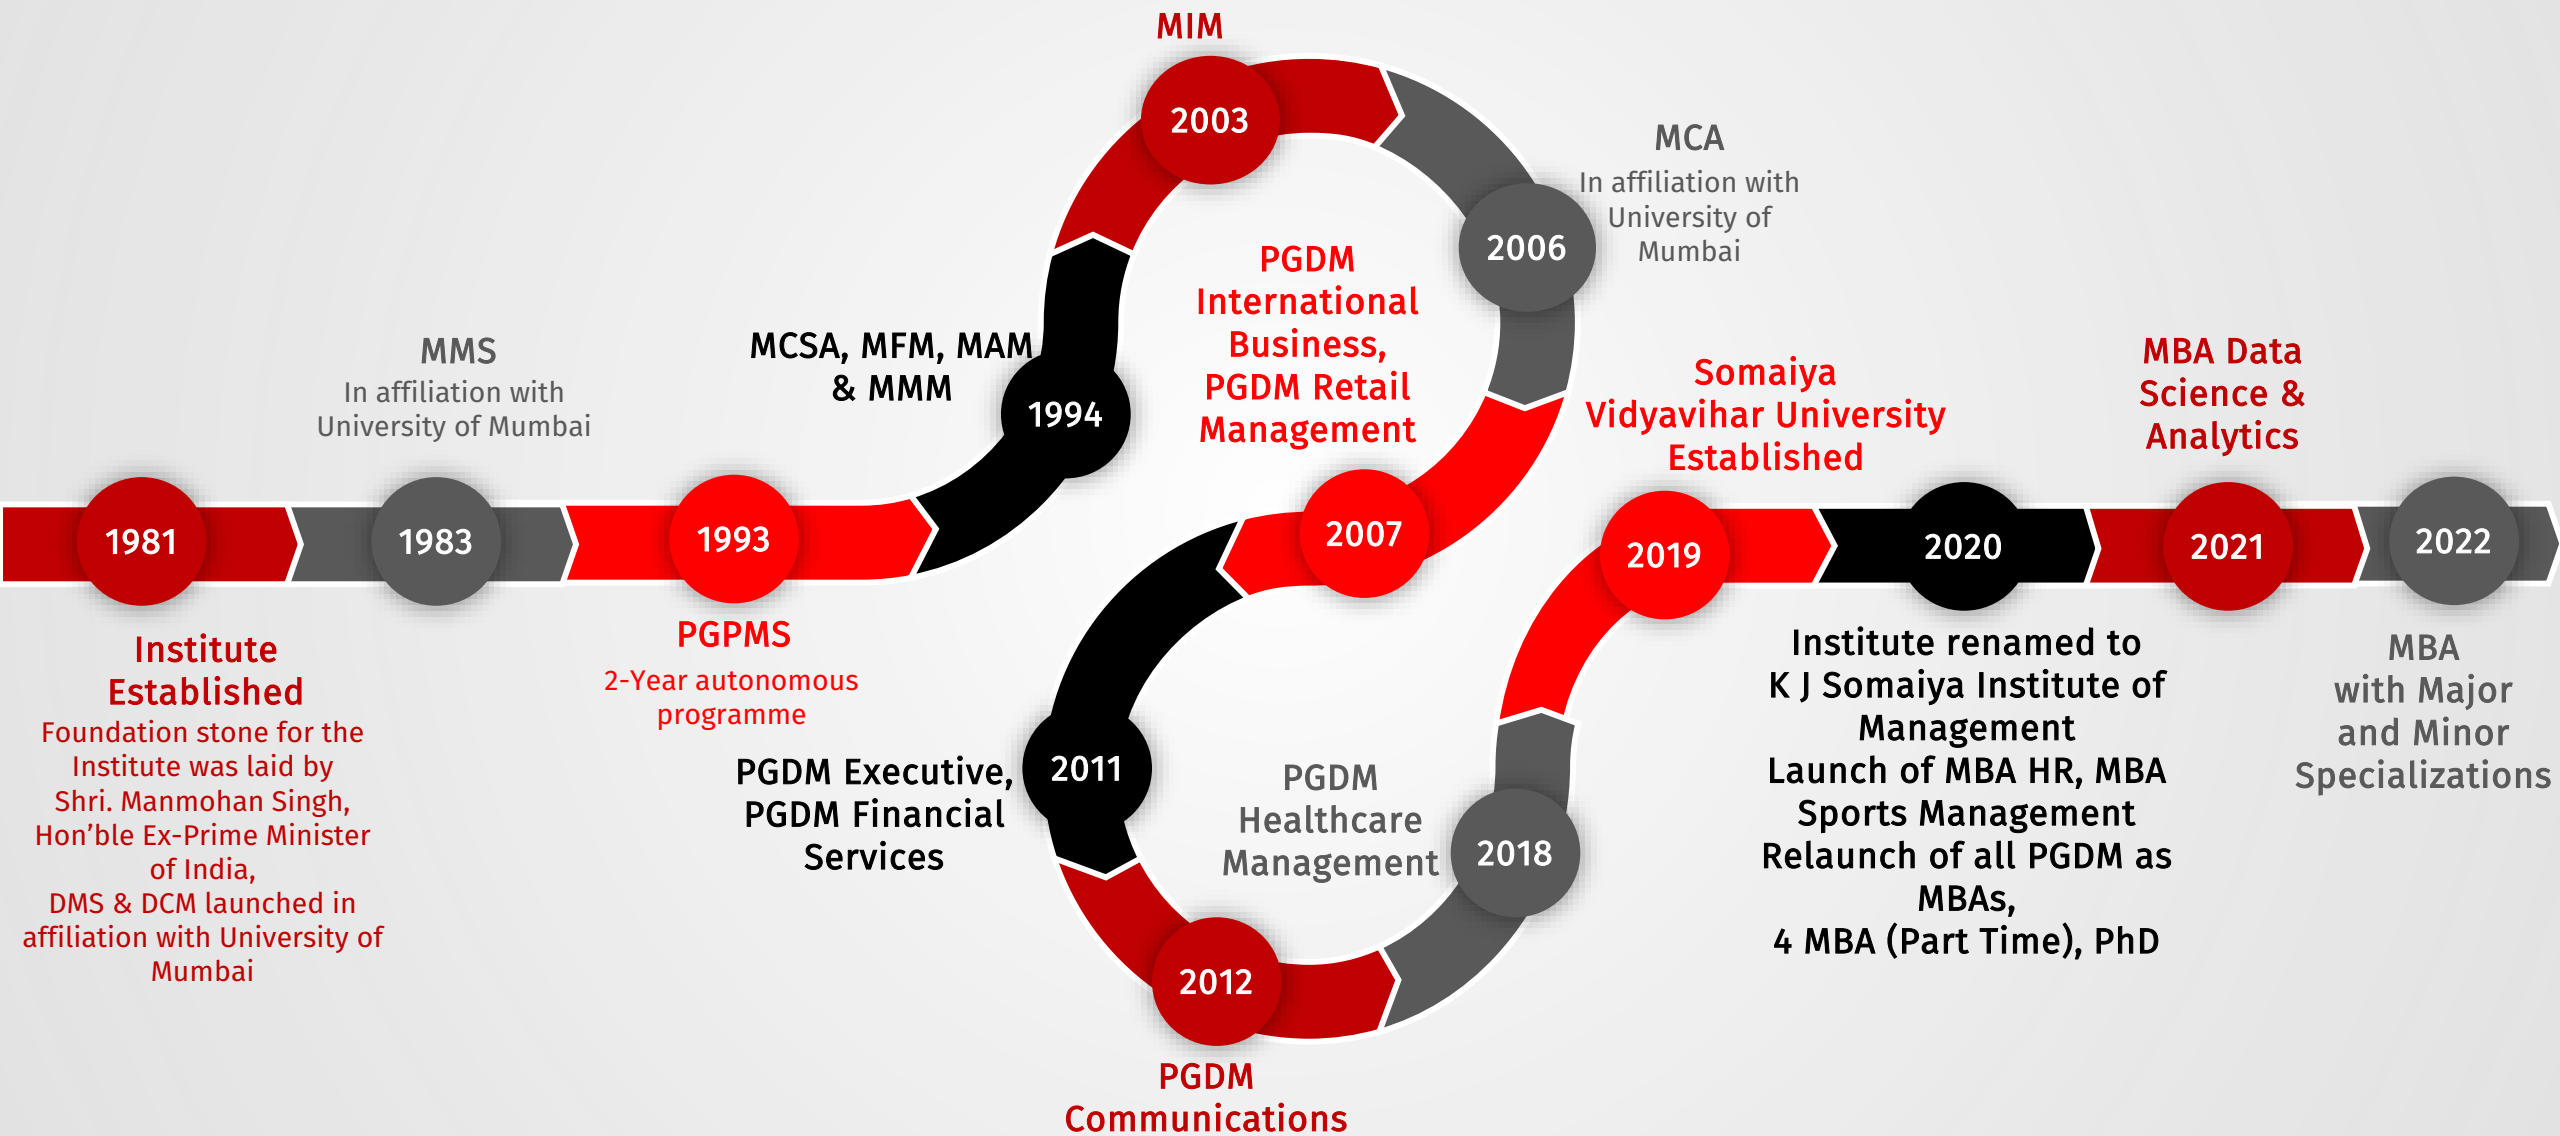 1981
Institute
Established
Foundation stone for the
Institute was laid by
Shri. Manmohan Singh,
Hon’ble Ex-Prime Minister
of India,
DMS & DCM launched in
affiliation with University of
Mumbai
MMS
In affiliation with
University of Mumbai
1983
1993
PGPMS
2-Year autonomous
programme
MCSA, MFM, MAM
& MMM
1994
MIM
2003
MCA
In affiliation with
University of
Mumbai
2006
PGDM
International
Business,
PGDM Retail
Management
2007
PGDM Executive,
PGDM Financial
Services
2011
2012
PGDM
Communications
PGDM
Healthcare
Management
2018
Somaiya
Vidyavihar University
Established
2019
2020
Institute renamed to
K J Somaiya Institute of
Management
Launch of MBA HR, MBA
Sports Management
Relaunch of all PGDM as
MBAs,
4 MBA (Part Time), PhD
MBA Data
Science &
Analytics
2021
2022
MBA
with Major
and Minor
Specializations